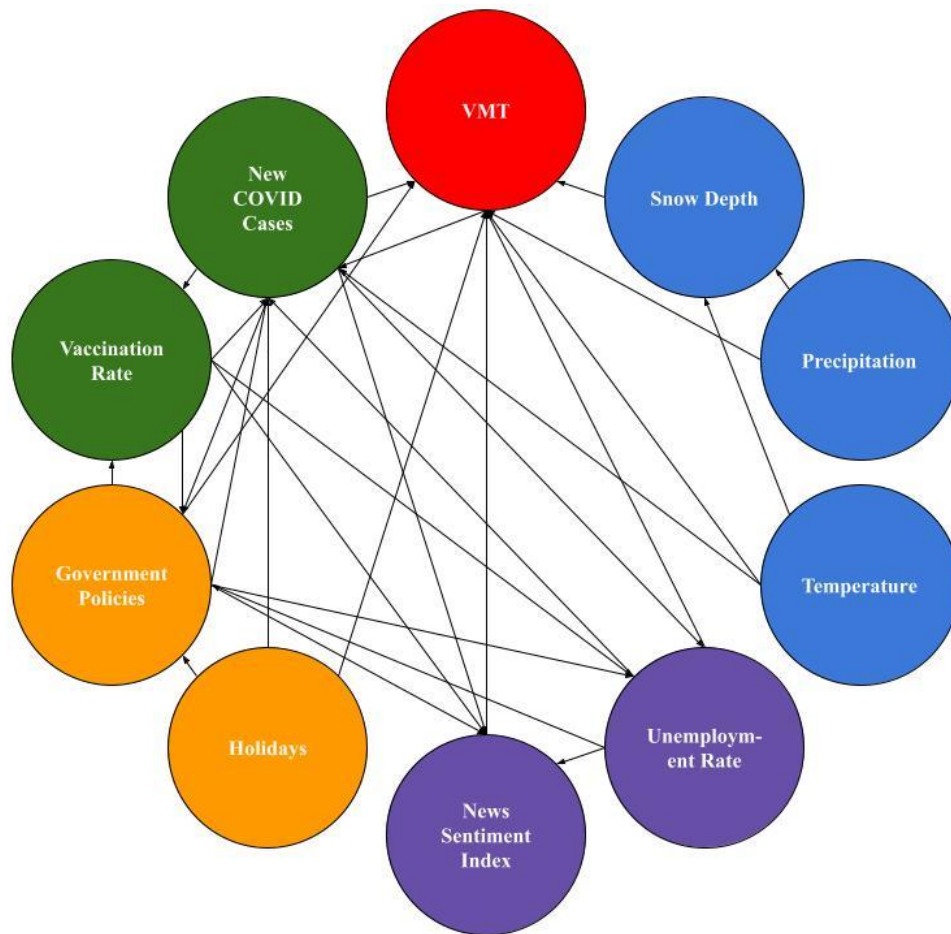 VMT
New
COVID
Cases
Snow Depth
Vaccination
Rate
Precipitation
Government
Policies
Temperature
Holidays
Unemploym-
ent Rate
News
Sentiment
Index